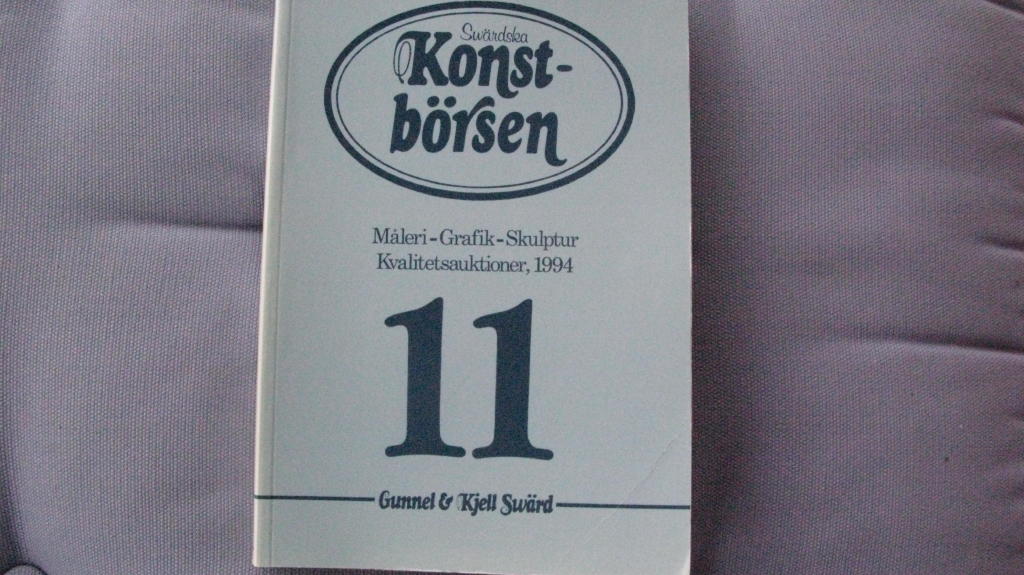 Swärdska
Konst-
börsen
Måleri-Grafik-Skulptur
Kvalitetsauktioner, 1994
11
Gunnel & Kjell Swärd